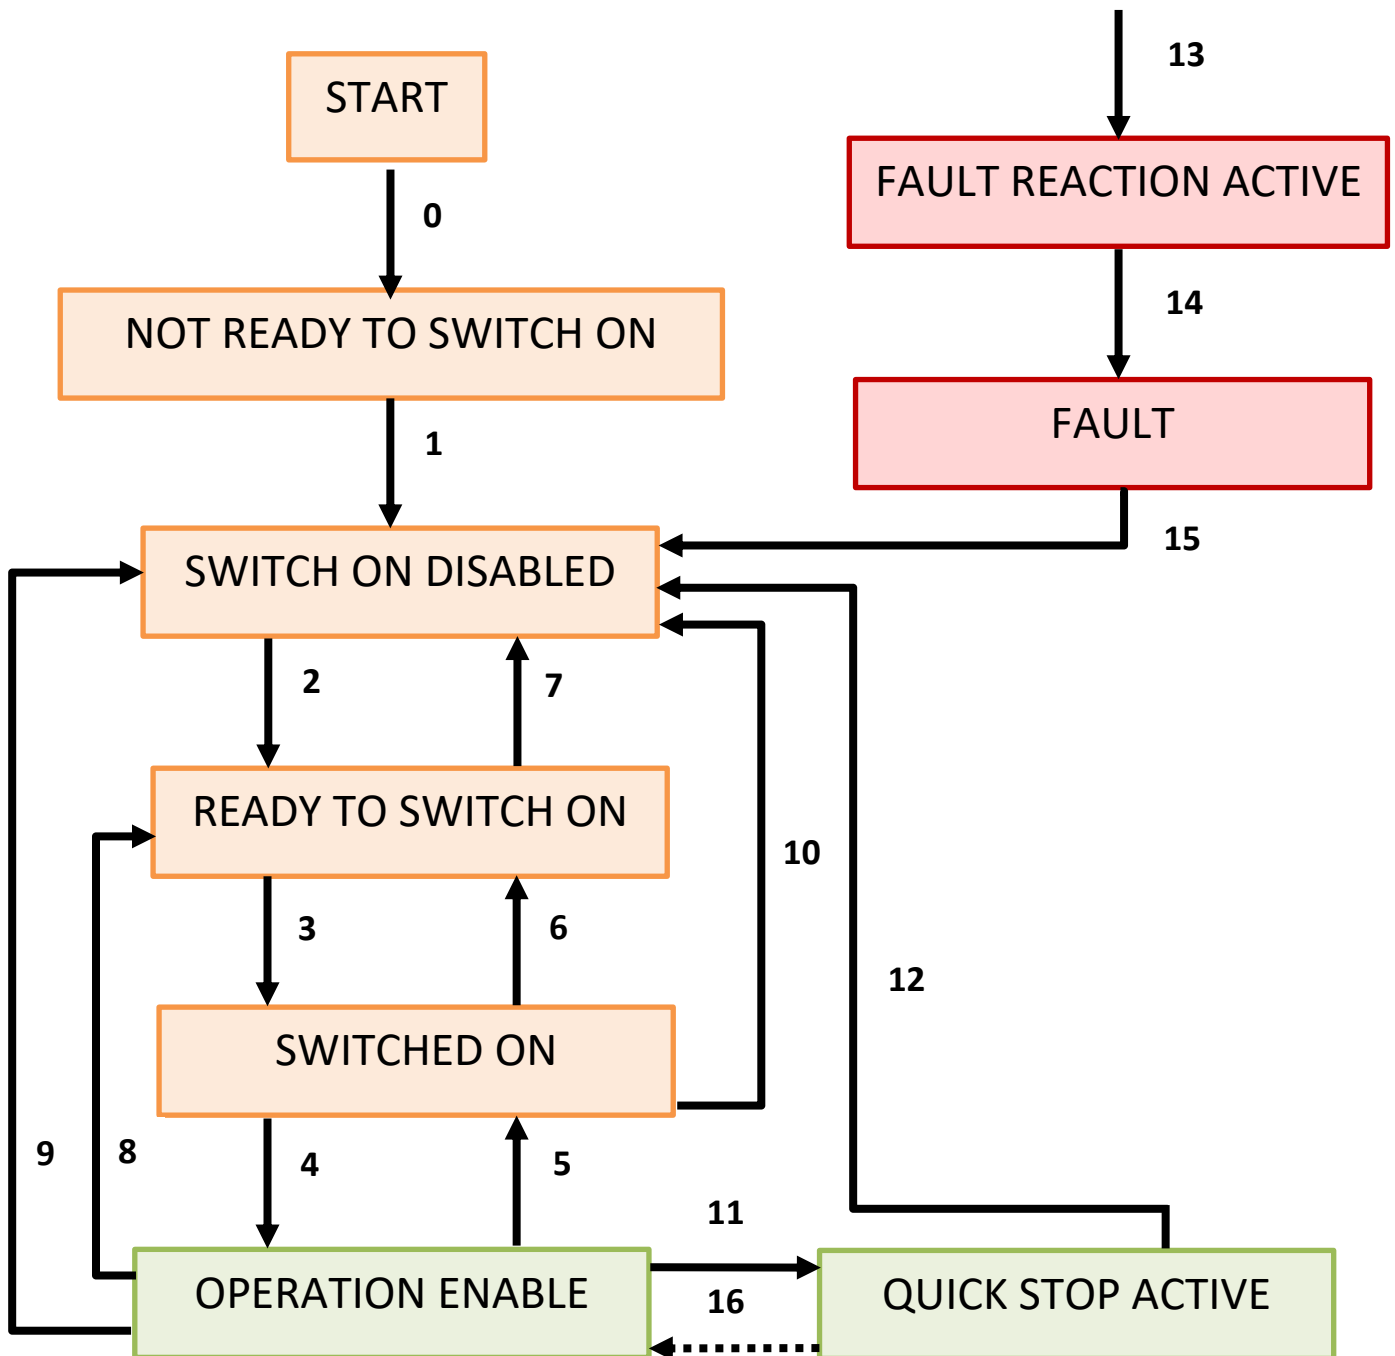 START
13
FAULT REACTION ACTIVE
0
14
NOT READY TO SWITCH ON
FAULT
1
15
SWITCH ON DISABLED
2
7
READY TO SWITCH ON
10
3
6
12
SWITCHED ON
9
8
4
5
11
OPERATION ENABLE
16
QUICK STOP ACTIVE